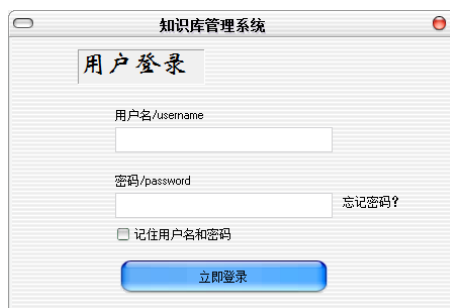 知识库管理系统
用户登录
用户名/username
密码/password
忘记密码?
记住用户名和密码
立即登录